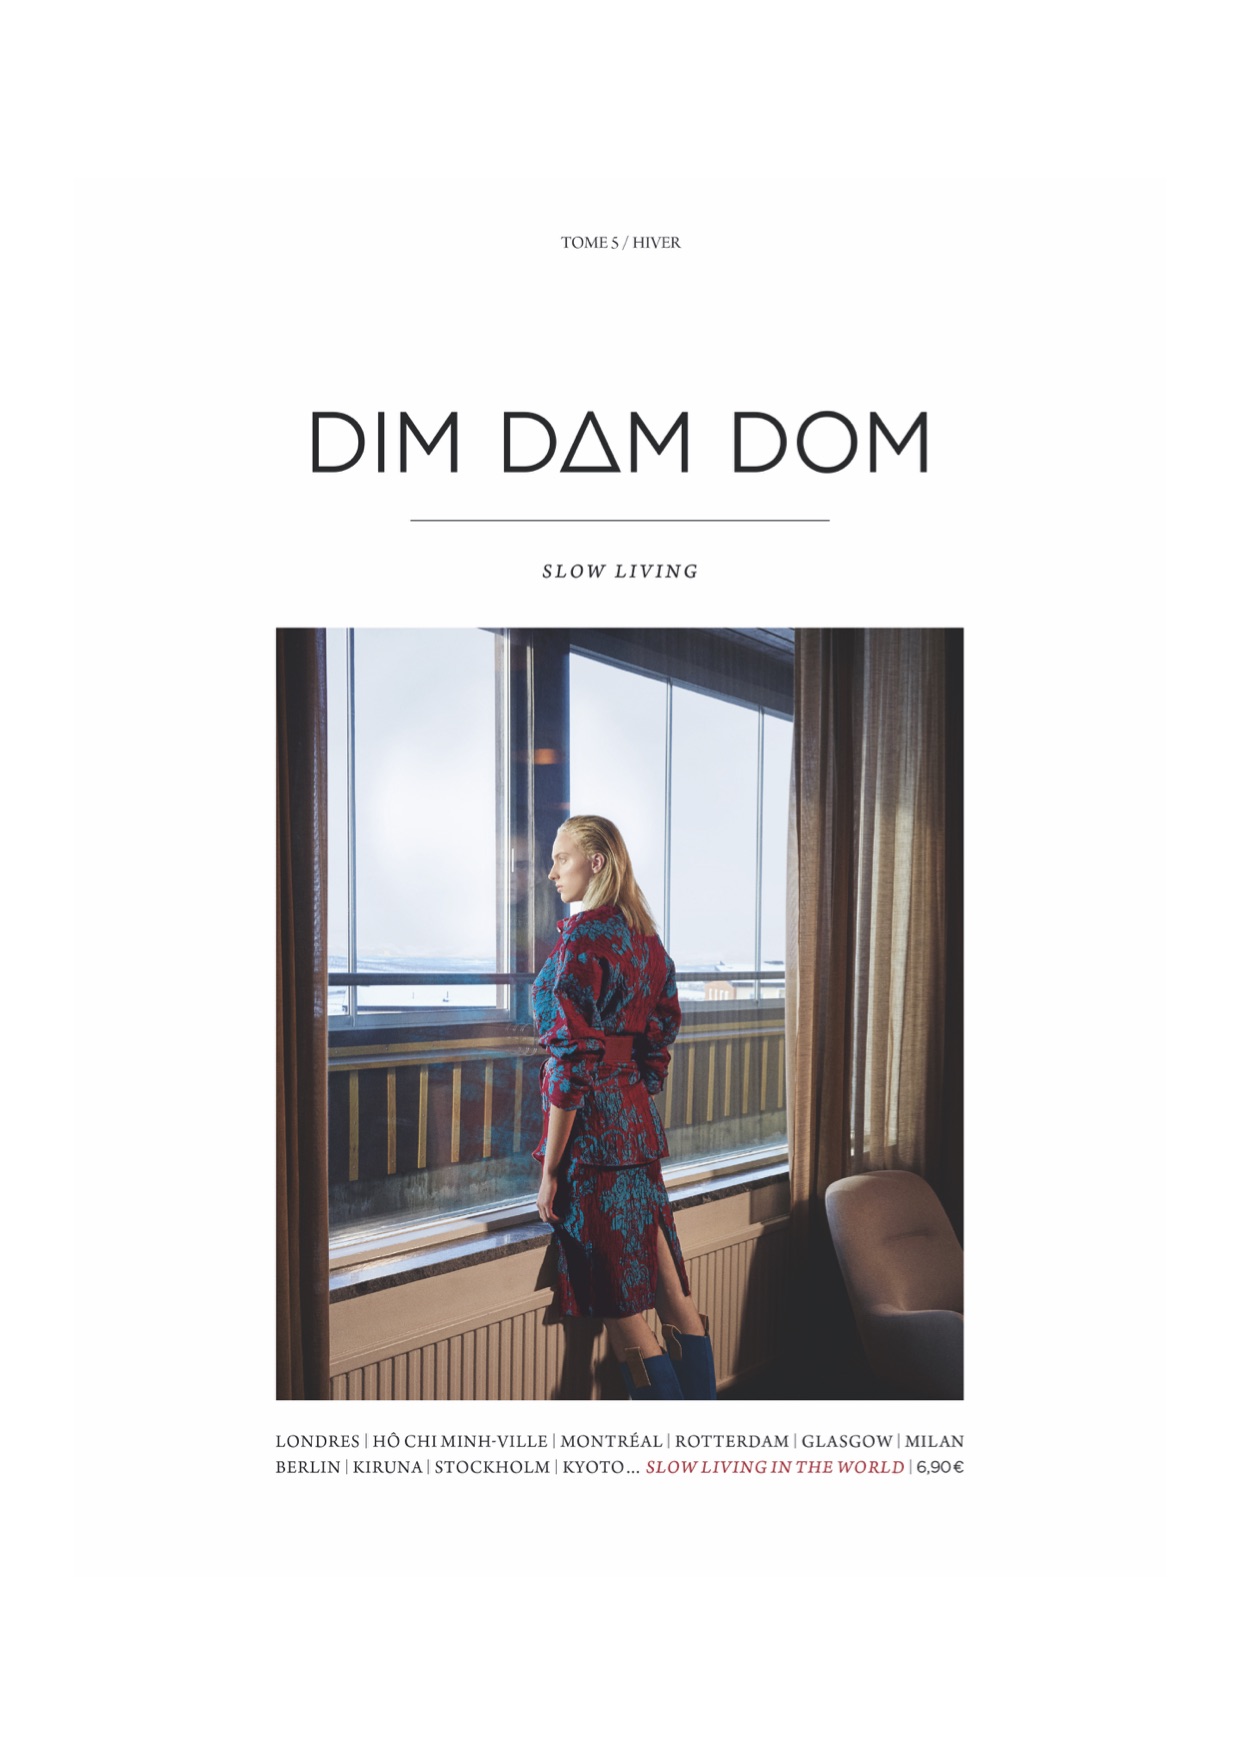 TOME 5 / HIVER
DIM DAM DOM
SLOW LIVING
LONDRES | HÔ CHI MINH-VILLE | MONTRÉAL | ROTTERDAM | GLASGOW | MILAN
BERLIN | KIRUNA | STOCKHOLM | KYOTO... SLOW LIVING IN THE WORLD | 6,90€